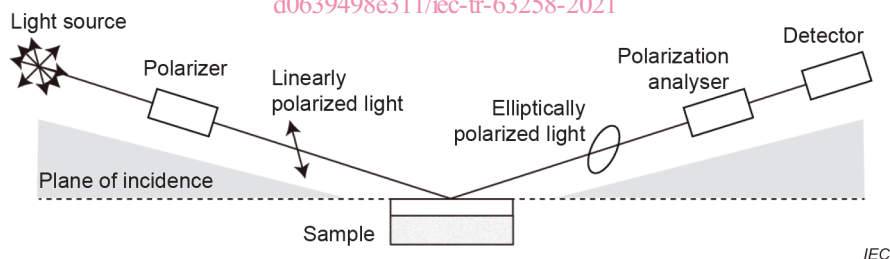 d0639498e311/iec-tr-63258-2021
Light source
Polarizer
Linearly
polarized light
Elliptically
polarized light
Polarization
analyser
Detector
Plane of incidence
Sample
IEC